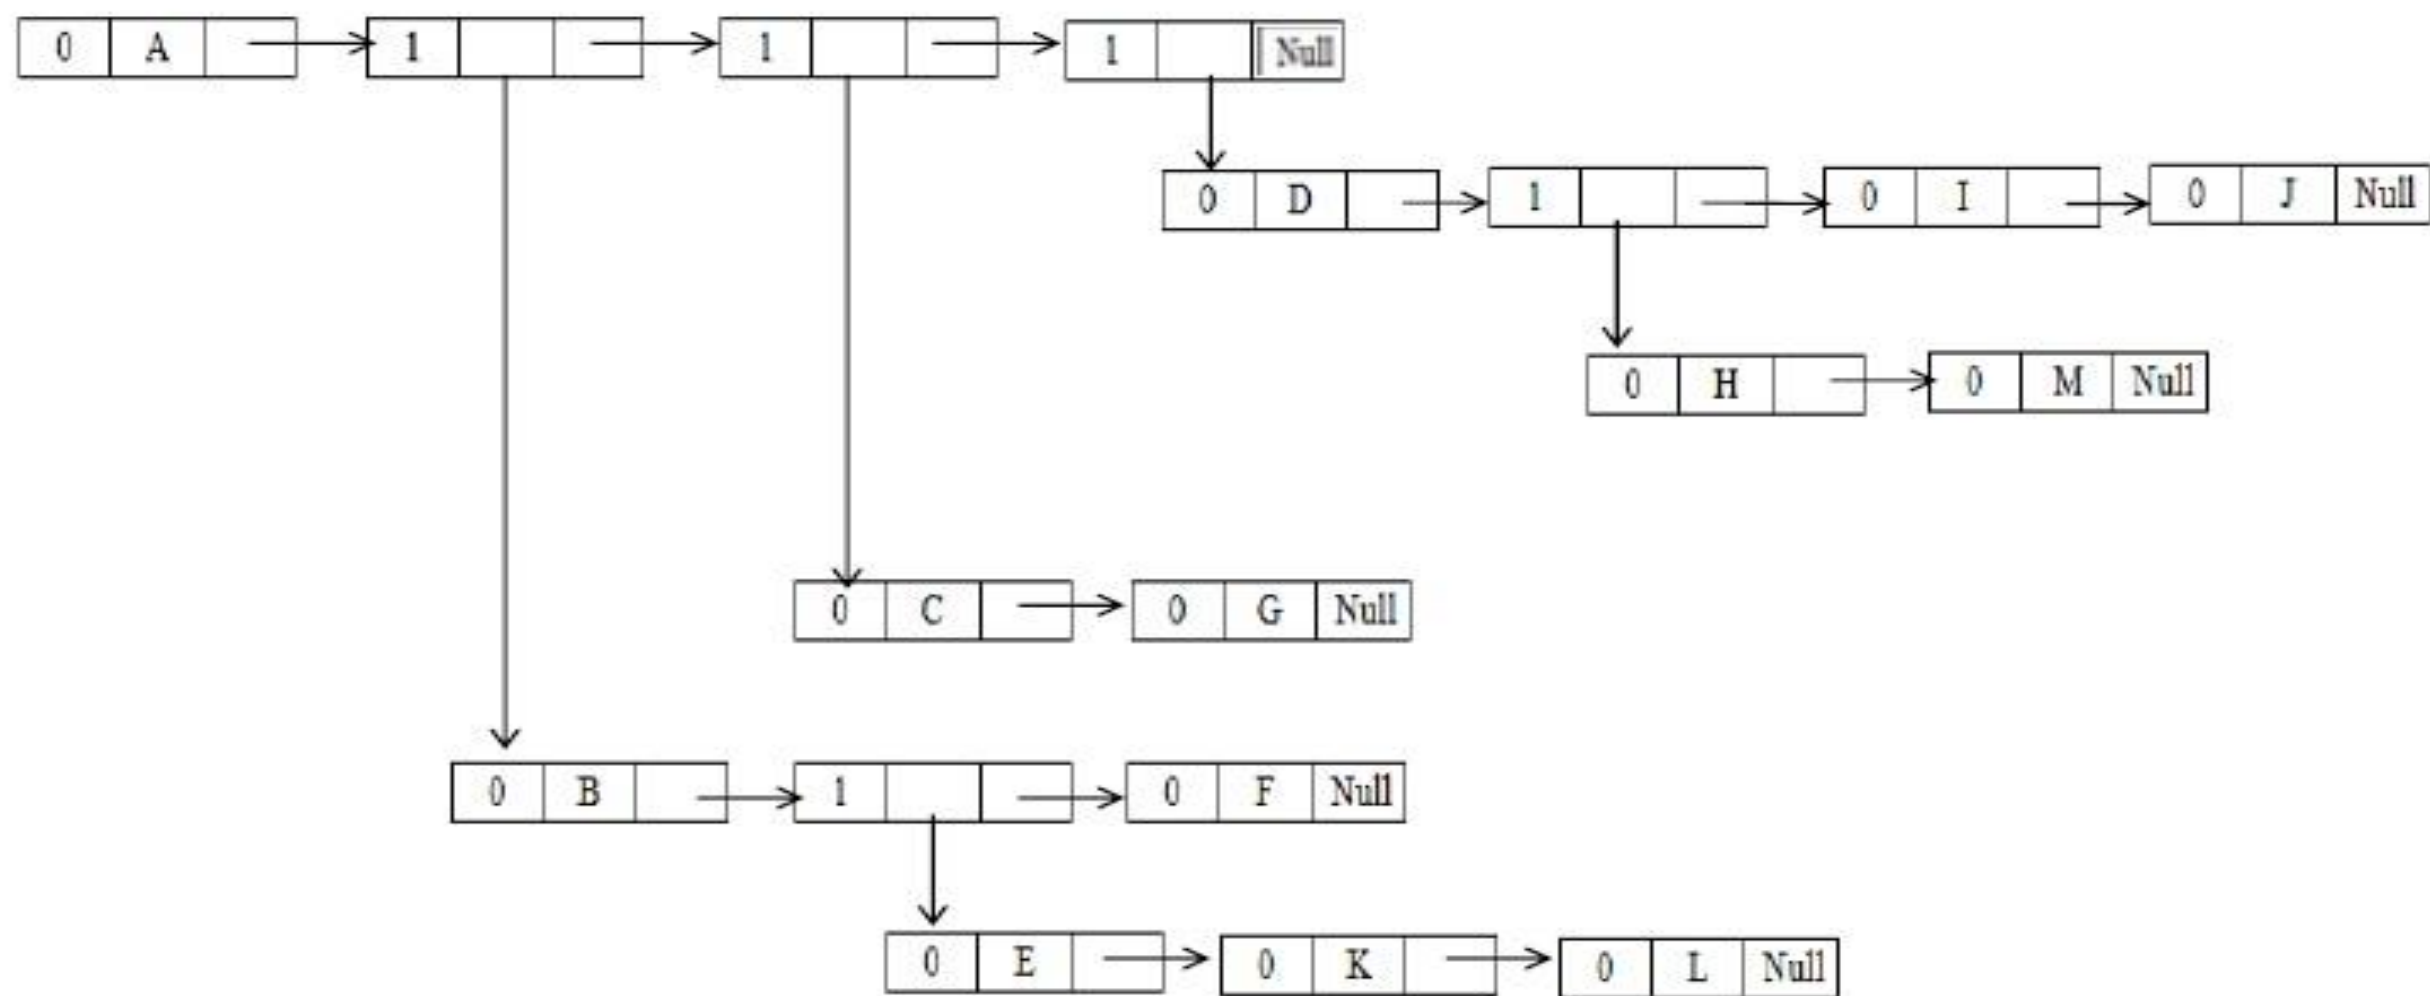 0 A 1 1 1 Null
0 D 1 0 I 0 J Null
0 H 0 M Null
0 C 0 G Null
0 B 1 0 F Null
0 E 0 K 0 L Null